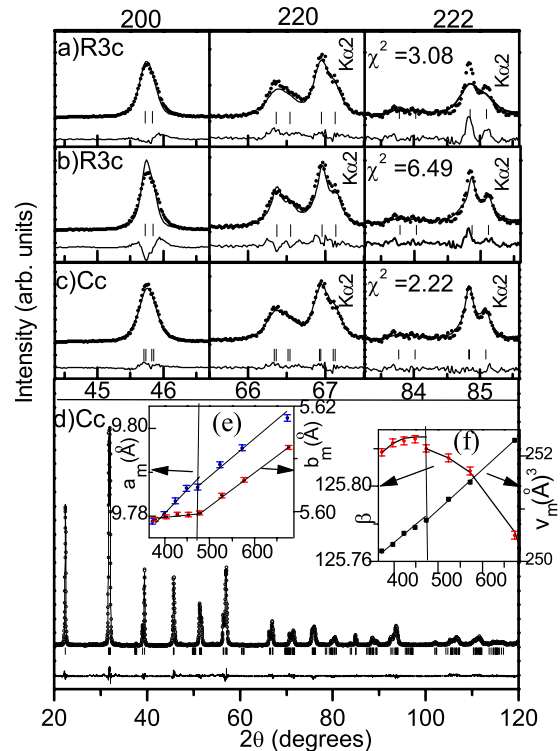 200 220 222
a)R3c Kα2 χ² =3.08 Kα2
b)R3c Kα2 χ² =6.49 Kα2
c)Cc Kα2 χ² =2.22 Kα2
Intensity (arb. units)
45 46 66 67 84 85
d)Cc
(e)
9.80 9.78
a_m(Å)
5.62 5.60
b_m(Å)
400 500 600
(f)
125.80 125.76
β
252 250
v_m(Å)³
400 500 600
20 40 60 80 100 120
2θ (degrees)